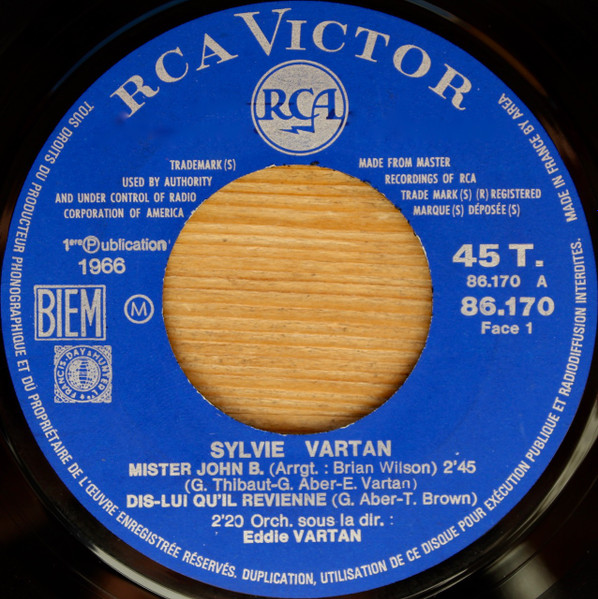 RCA VICTOR
RCA
TRADEMARK (S)
USED BY AUTHORITY
AND UNDER CONTROL OF RADIO
CORPORATION OF AMERICA
MADE FROM MASTER
RECORDINGS OF RCA
TRADE MARK (S) (R) REGISTERED
MARQUE (S) DÉPOSÉE (S)
1ère Ⓟublication
1966
BIEM
M
FRANCIS-DAY & HUNTER
45 T.
86.170 A
86.170
Face 1
SYLVIE VARTAN
MISTER JOHN B. (Arrgt. : Brian Wilson) 2'45
(G. Thibaut-G. Aber-E. Vartan)
DIS-LUI QU'IL REVIENNE (G. Aber-T. Brown)
2'20 Orch. sous la dir. :
Eddie VARTAN
TOUS DROITS DU PRODUCTEUR PHONOGRAPHIQUE ET DU PROPRIÉTAIRE DE L'ŒUVRE ENREGISTRÉE RÉSERVÉS. DUPLICATION, UTILISATION DE CE DISQUE POUR EXÉCUTION PUBLIQUE ET RADIODIFFUSION INTERDITES. MADE IN FRANCE BY AREA